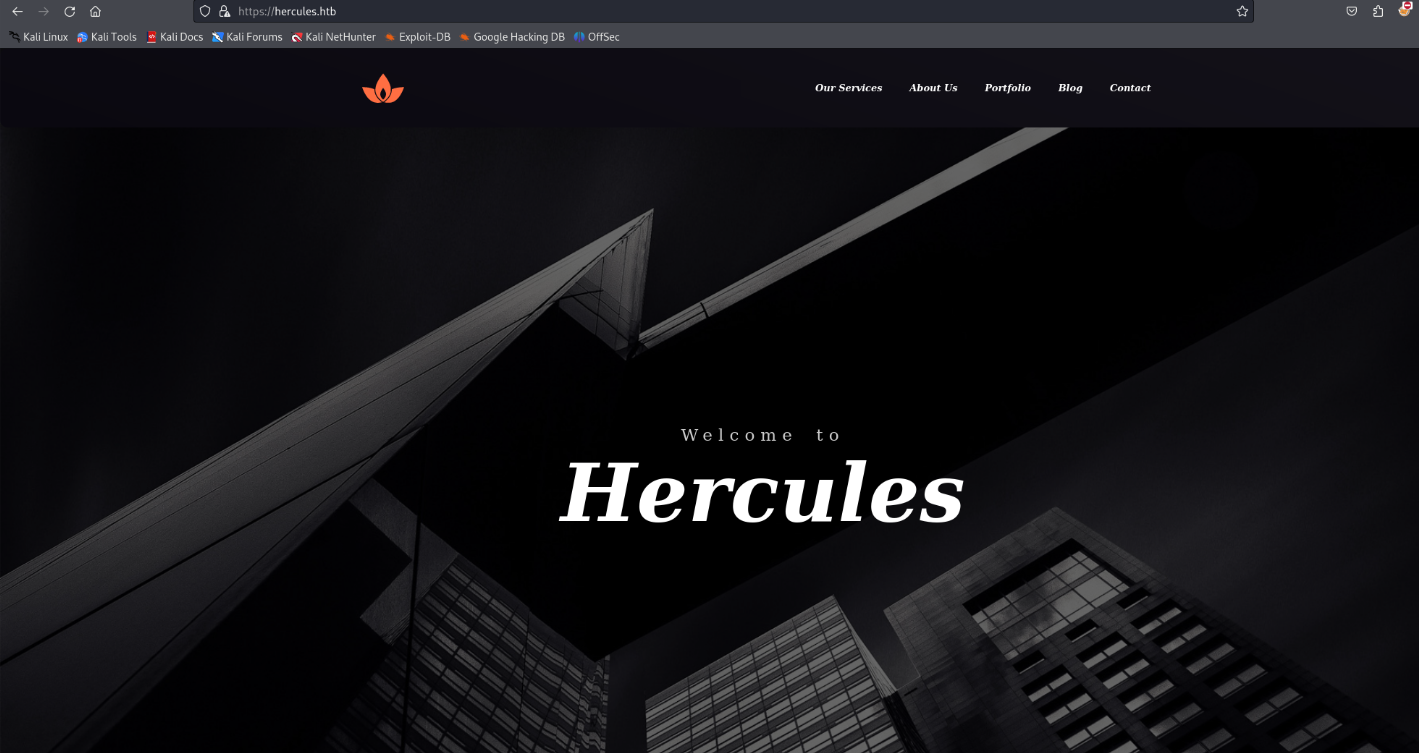 https://hercules.htb
Kali Linux Kali Tools Kali Docs Kali Forums Kali NetHunter Exploit-DB Google Hacking DB OffSec
Our Services About Us Portfolio Blog Contact
Welcome to
Hercules